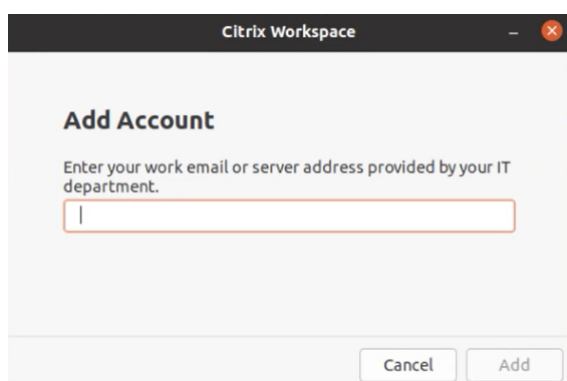 Citrix Workspace
Add Account
Enter your work email or server address provided by your IT
department.
Cancel Add